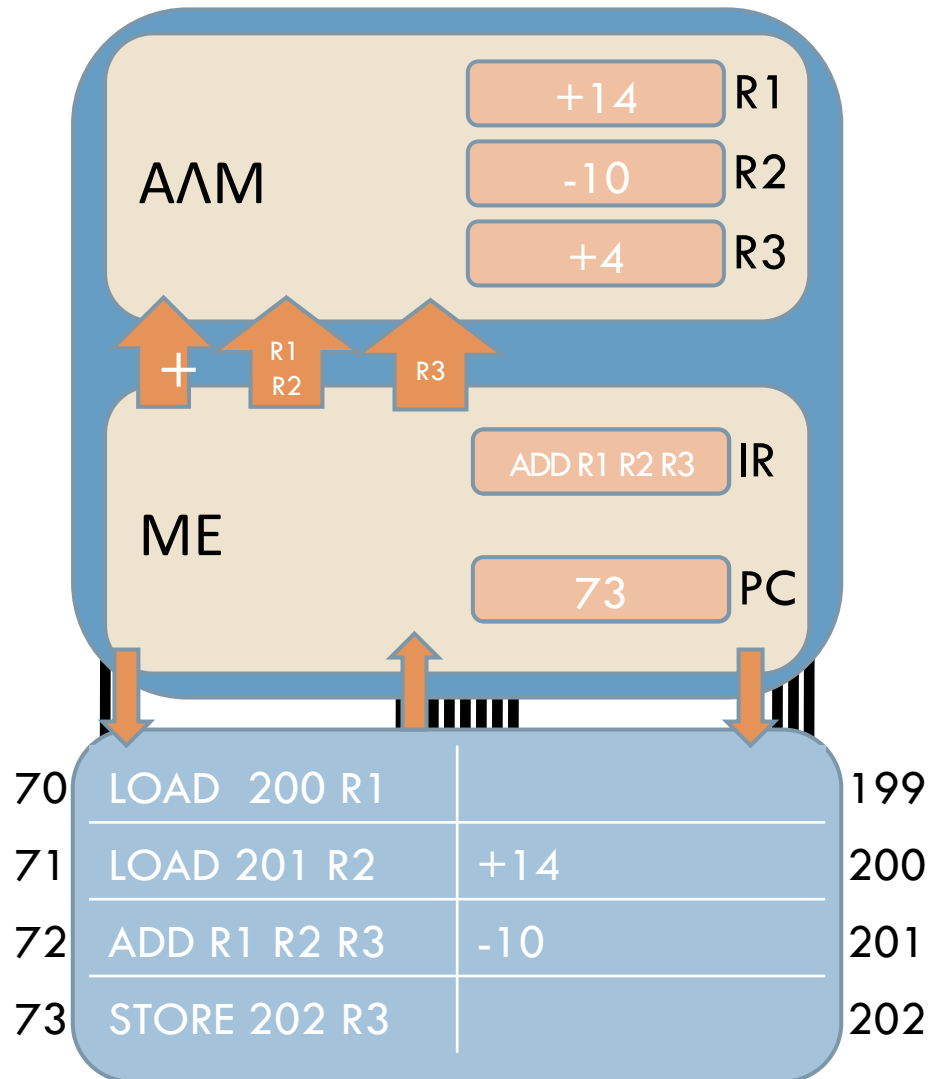 +14 R1
ΑΛΜ -10 R2
+4 R3
+ R1 R3
R2
ADD R1 R2 R3 IR
ΜΕ
73 PC
70 LOAD 200 R1 199
71 LOAD 201 R2 +14 200
72 ADD R1 R2 R3 -10 201
73 STORE 202 R3 202